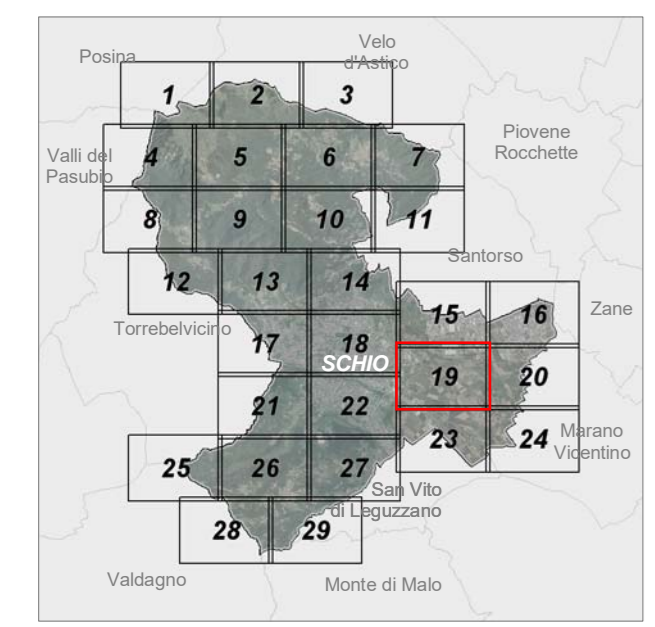 Velo
d'Astico
Posina
1
2
3
Piovene
Rocchette
Valli del
Pasubio
4
5
6
7
8
9
10
11
Santorso
12
13
14
15
16
Zane
Torrebelvicino
17
18
SCHIO
19
20
21
22
23
24
Marano
Vicentino
25
26
27
San Vito
di Leguzzano
28
29
Valdagno
Monte di Malo